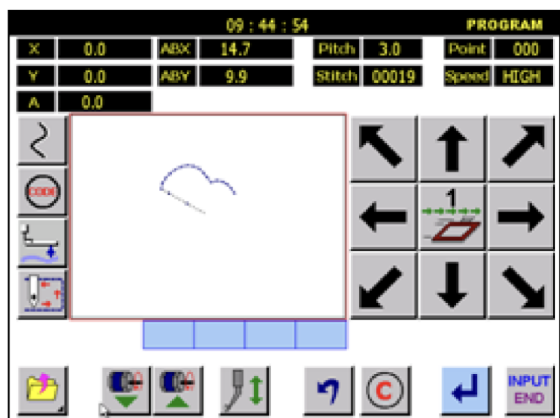 09 : 44 : 54 PROGRAM
X 0.0 ABX 14.7 Pitch 3.0 Point 000
Y 0.0 ABY 9.9 Stitch 00019 Speed HIGH
A 0.0
CODE
1
C
INPUT
END